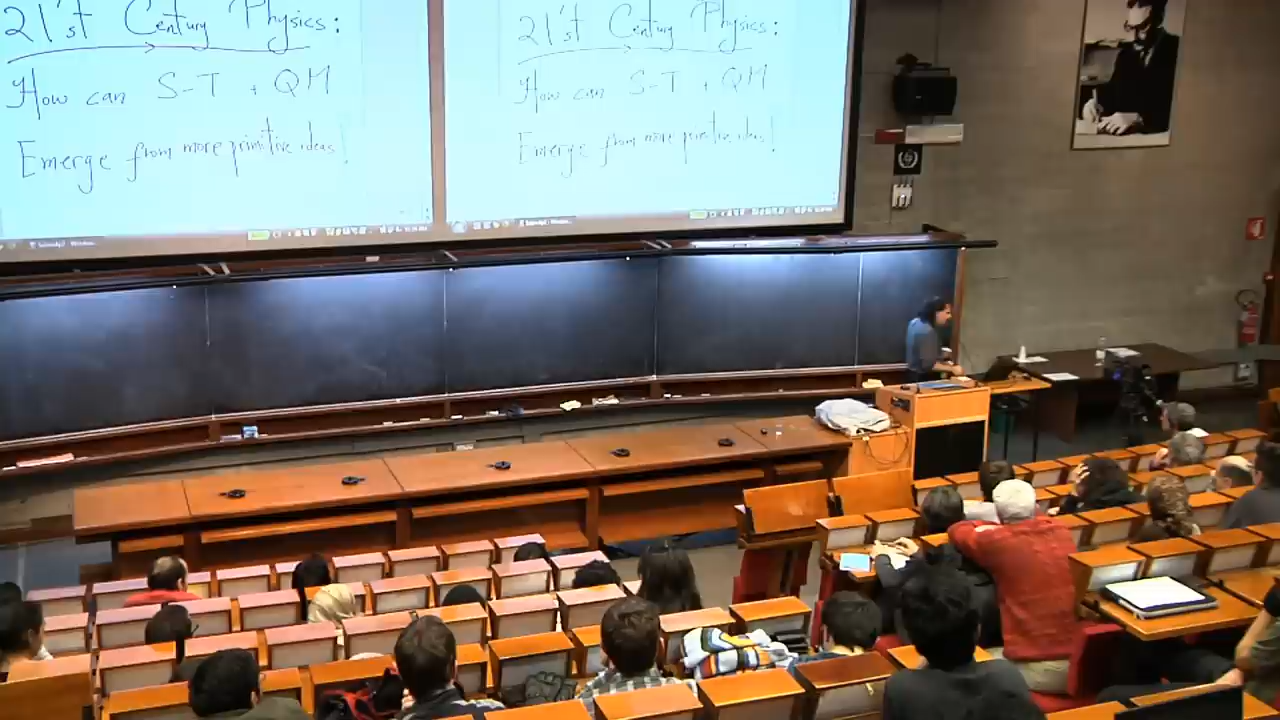 21'st Century Physics:
How can S-T + QM
Emerge from more primitive ideas!
21'st Century Physics:
How can S-T + QM
Emerge from more primitive ideas!